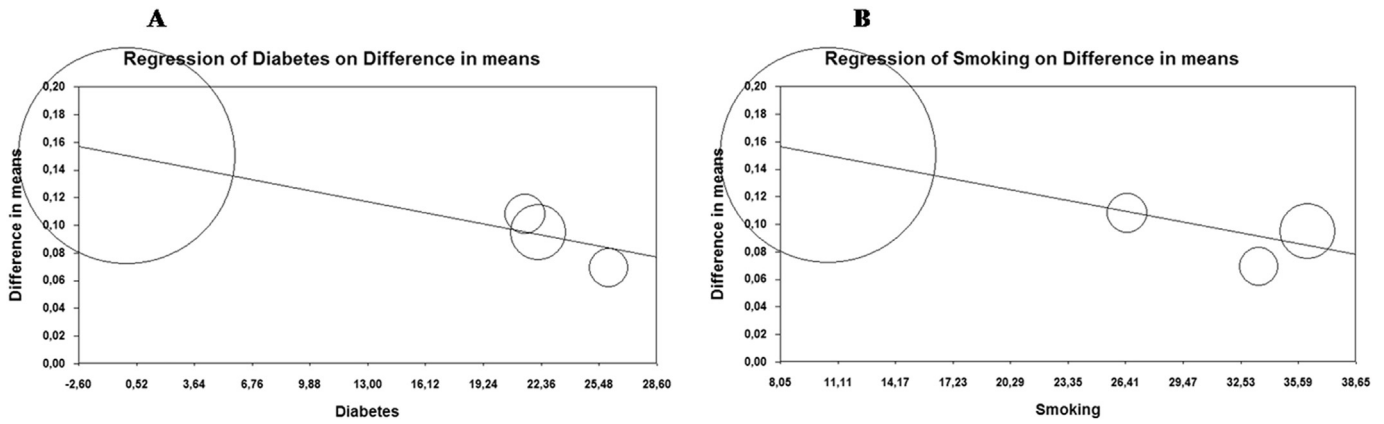 A
Regression of Diabetes on Difference in means
Difference in means
0,20
0,18
0,16
0,14
0,12
0,10
0,08
0,06
0,04
0,02
0,00
-2,60 0,52 3,64 6,76 9,88 13,00 16,12 19,24 22,36 25,48 28,60
Diabetes
B
Regression of Smoking on Difference in means
Difference in means
0,20
0,18
0,16
0,14
0,12
0,10
0,08
0,06
0,04
0,02
0,00
8,05 11,11 14,17 17,23 20,29 23,35 26,41 29,47 32,53 35,59 38,65
Smoking